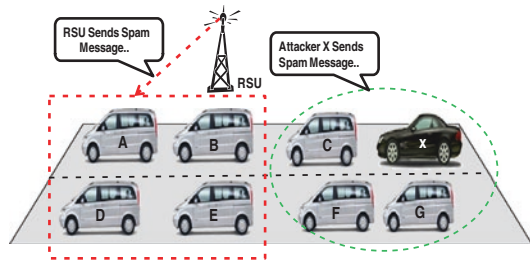 RSU Sends Spam
Message..
Attacker X Sends
Spam Message..
RSU
A
B
C
X
D
E
F
G